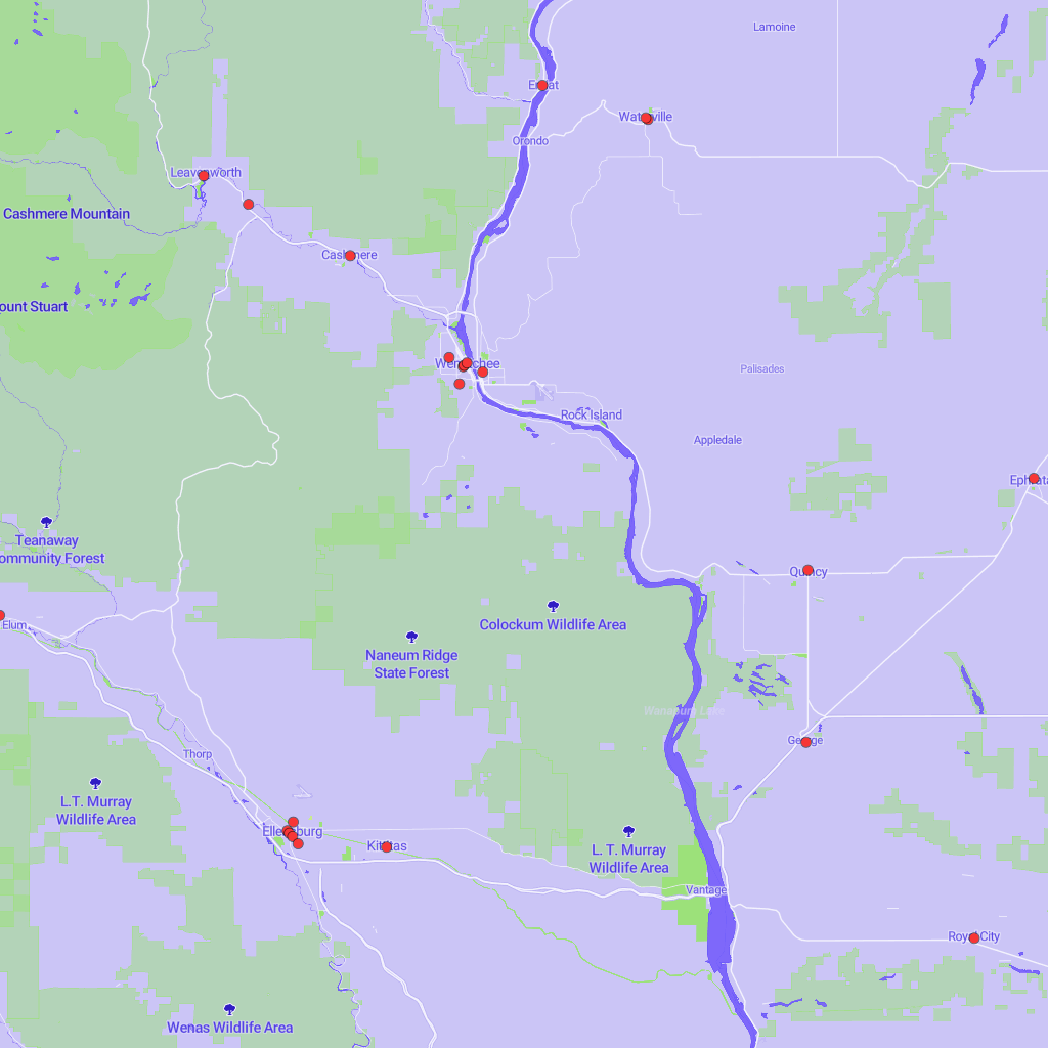 Lamoine
Entiat
Waterville
Orondo
Leavenworth
Cashmere Mountain
Cashmere
ount Stuart
Wenatchee
Palisades
Rock Island
Appledale
Ephrata
Teanaway
ommunity Forest
Quincy
Colockum Wildlife Area
Elum
Naneum Ridge
State Forest
Wanapum Lake
George
Thorp
L.T. Murray
Wildlife Area
Ellensburg
Kittitas
L. T. Murray
Wildlife Area
Vantage
Royal City
Wenas Wildlife Area